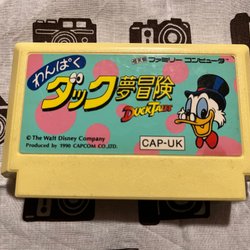 ファミリーコンピュータ
わんぱく
ダック夢冒険
DUCKTALES
© The Walt Disney Company
Produced by 1990 CAPCOM CO.,LTD.
CAP-UK